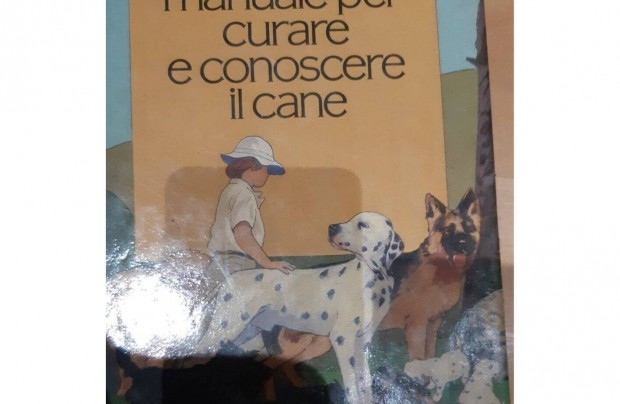 manuale per
curare
e conoscere
il cane